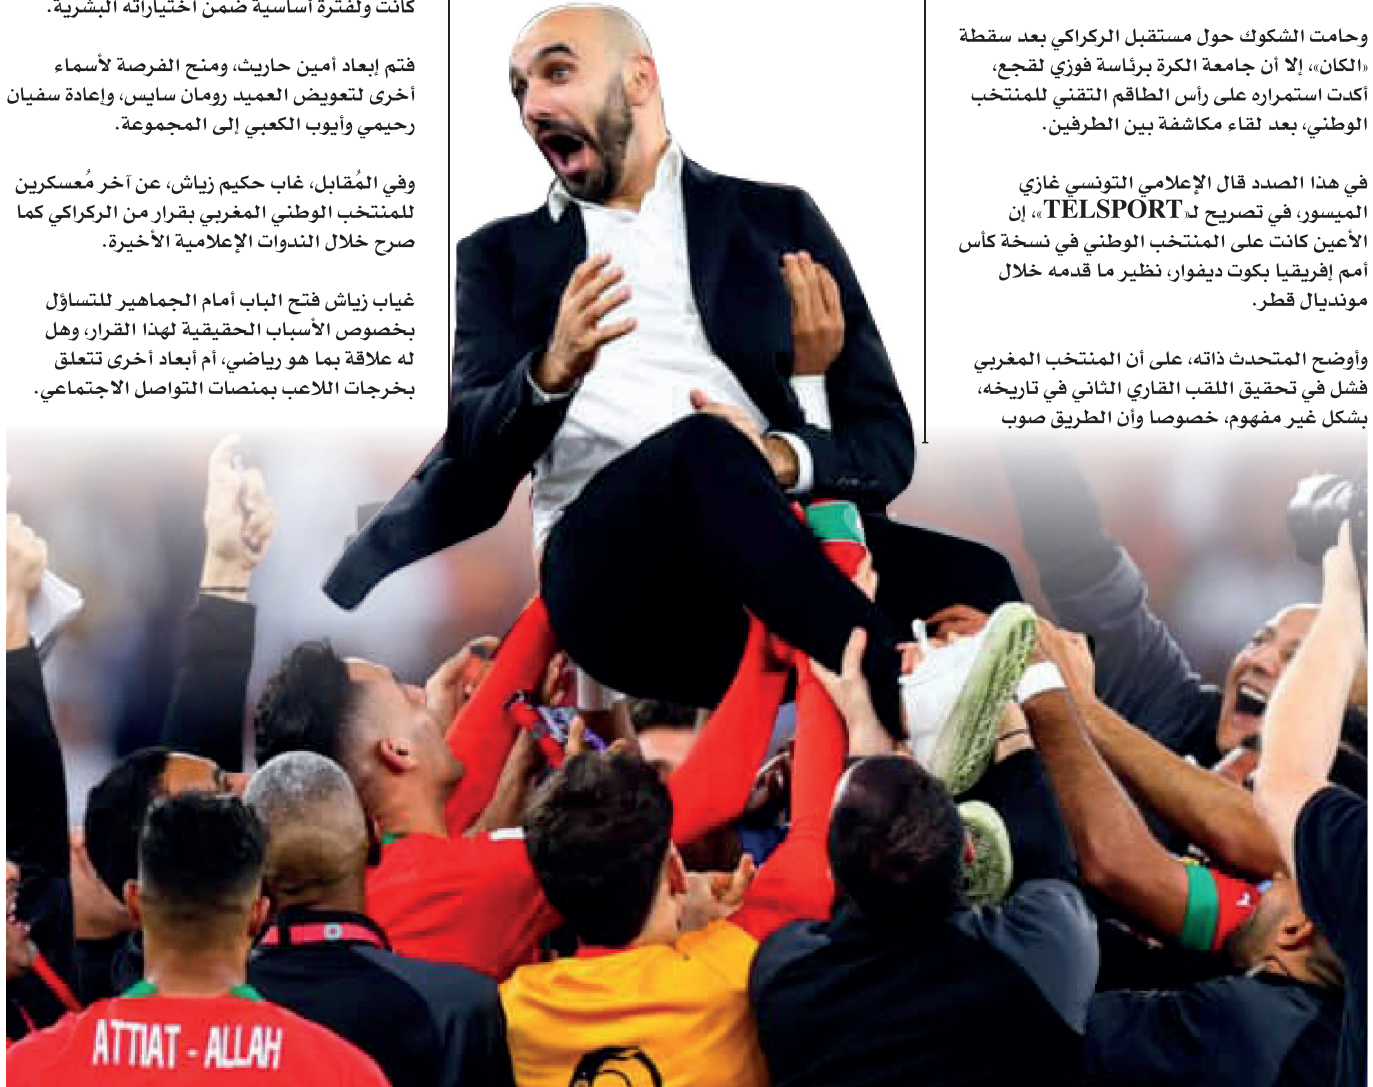 وحامت الشكوك حول مستقبل الركراكي بعد سقطة
«الكان»، إلا أن جامعة الكرة برئاسة فوزي لقجع،
أكدت استمراره على رأس الطاقم التقني للمنتخب
الوطني، بعد لقاء مكاشفة بين الطرفين.
في هذا الصدد قال الإعلامي التونسي غازي
الميسور، في تصريح لـ«TELSPORT»، إن
الأعين كانت على المنتخب الوطني في نسخة كأس
أمم إفريقيا بكوت ديفوار، نظير ما قدمه خلال
مونديال قطر.
وأوضح المتحدث ذاته، على أن المنتخب المغربي
فشل في تحقيق اللقب القاري الثاني في تاريخه،
بشكل غير مفهوم، خصوصا وأن الطريق صوب
كانت ولفترة أساسية ضمن اختياراته البشرية.
فتم إبعاد أمين حاريث، ومنح الفرصة لأسماء
أخرى لتعويض العميد رومان سايس، وإعادة سفيان
رحيمي وأيوب الكعبي إلى المجموعة.
وفي المُقابل، غاب حكيم زياش، عن آخر مُعسكرين
للمنتخب الوطني المغربي بقرار من الركراكي كما
صرح خلال الندوات الإعلامية الأخيرة.
غياب زياش فتح الباب أمام الجماهير للتساؤل
بخصوص الأسباب الحقيقية لهذا القرار، وهل
له علاقة بما هو رياضي، أم أبعاد أخرى تتعلق
بخرجات اللاعب بمنصات التواصل الاجتماعي.
ATTIAT - ALLAH